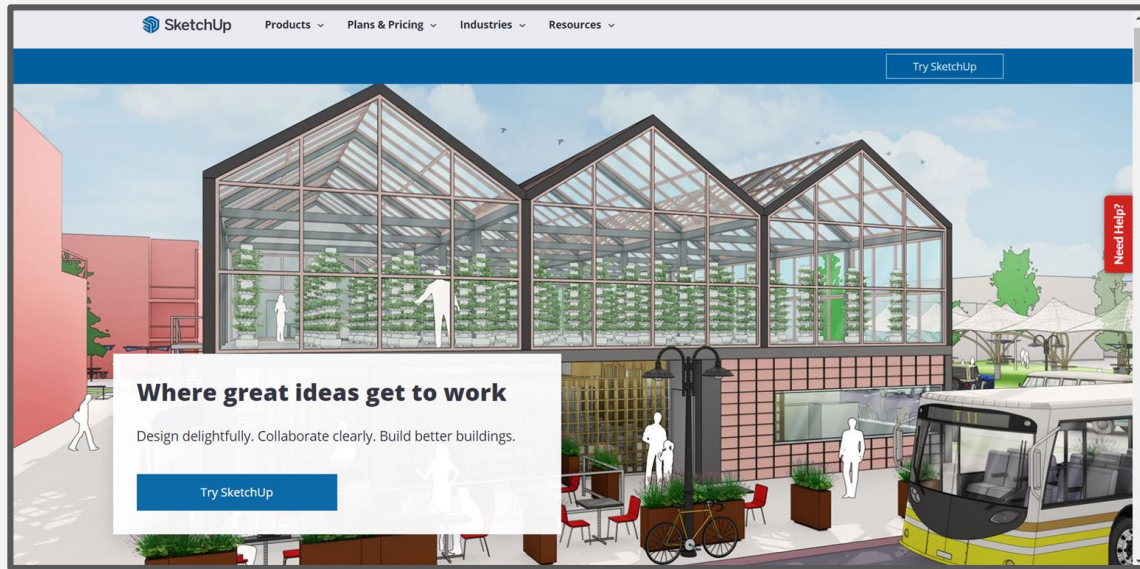 SketchUp Products Plans & Pricing Industries Resources
Try SketchUp
Need Help?
Where great ideas get to work
Design delightfully. Collaborate clearly. Build better buildings.
Try SketchUp
T 11